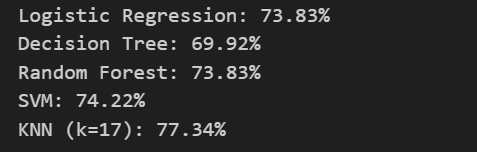 Logistic Regression: 73.83%
Decision Tree: 69.92%
Random Forest: 73.83%
SVM: 74.22%
KNN (k=17): 77.34%